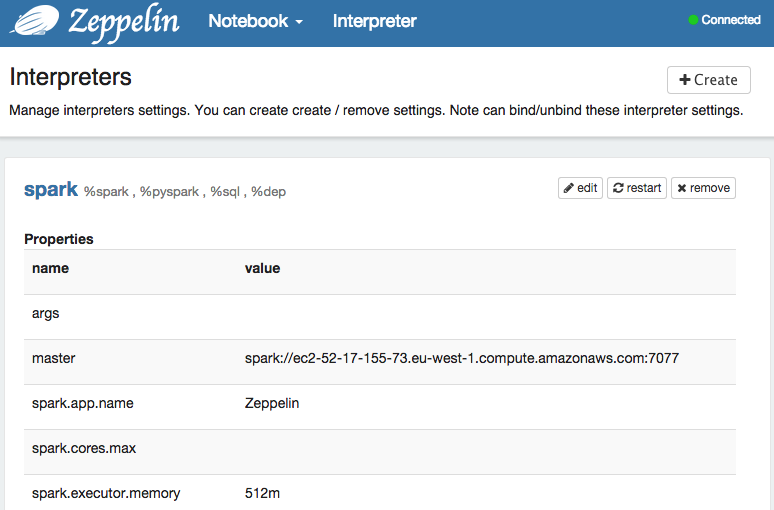 Zeppelin Notebook Interpreter Connected
Interpreters
Create
Manage interpreters settings. You can create create / remove settings. Note can bind/unbind these interpreter settings.
spark %spark , %pyspark , %sql , %dep edit restart remove
Properties
name value
args
master spark://ec2-52-17-155-73.eu-west-1.compute.amazonaws.com:7077
spark.app.name Zeppelin
spark.cores.max
spark.executor.memory 512m